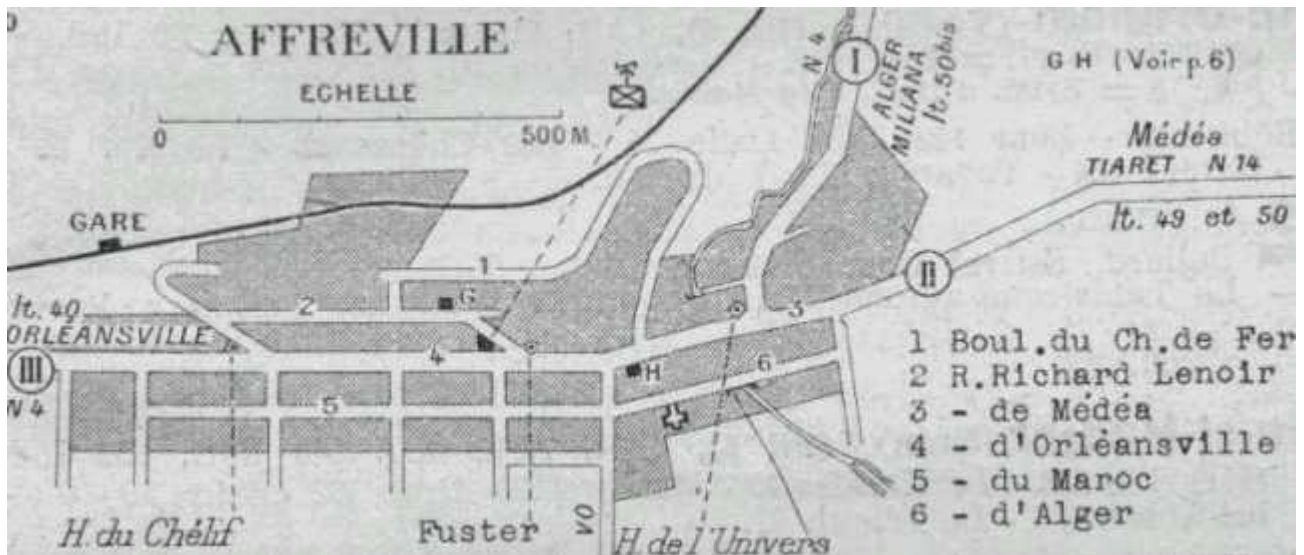 AFFREVILLE
ECHELLE
0 500 M.
N 4
I
ALGER
MILIANA
It. 50bis
G H (Voir p. 6)
Médéa
TIARET N 14
It. 49 et 50
GARE
II
1
G
2
3
It. 40
ORLÉANSVILLE
4
6
III
H
N 4
5
1 Boul. du Ch. de Fer
2 R. Richard Lenoir
3 - de Médéa
4 - d'Orléansville
5 - du Maroc
6 - d'Alger
H. du Chélif
Fuster
VO
H. de l'Univers